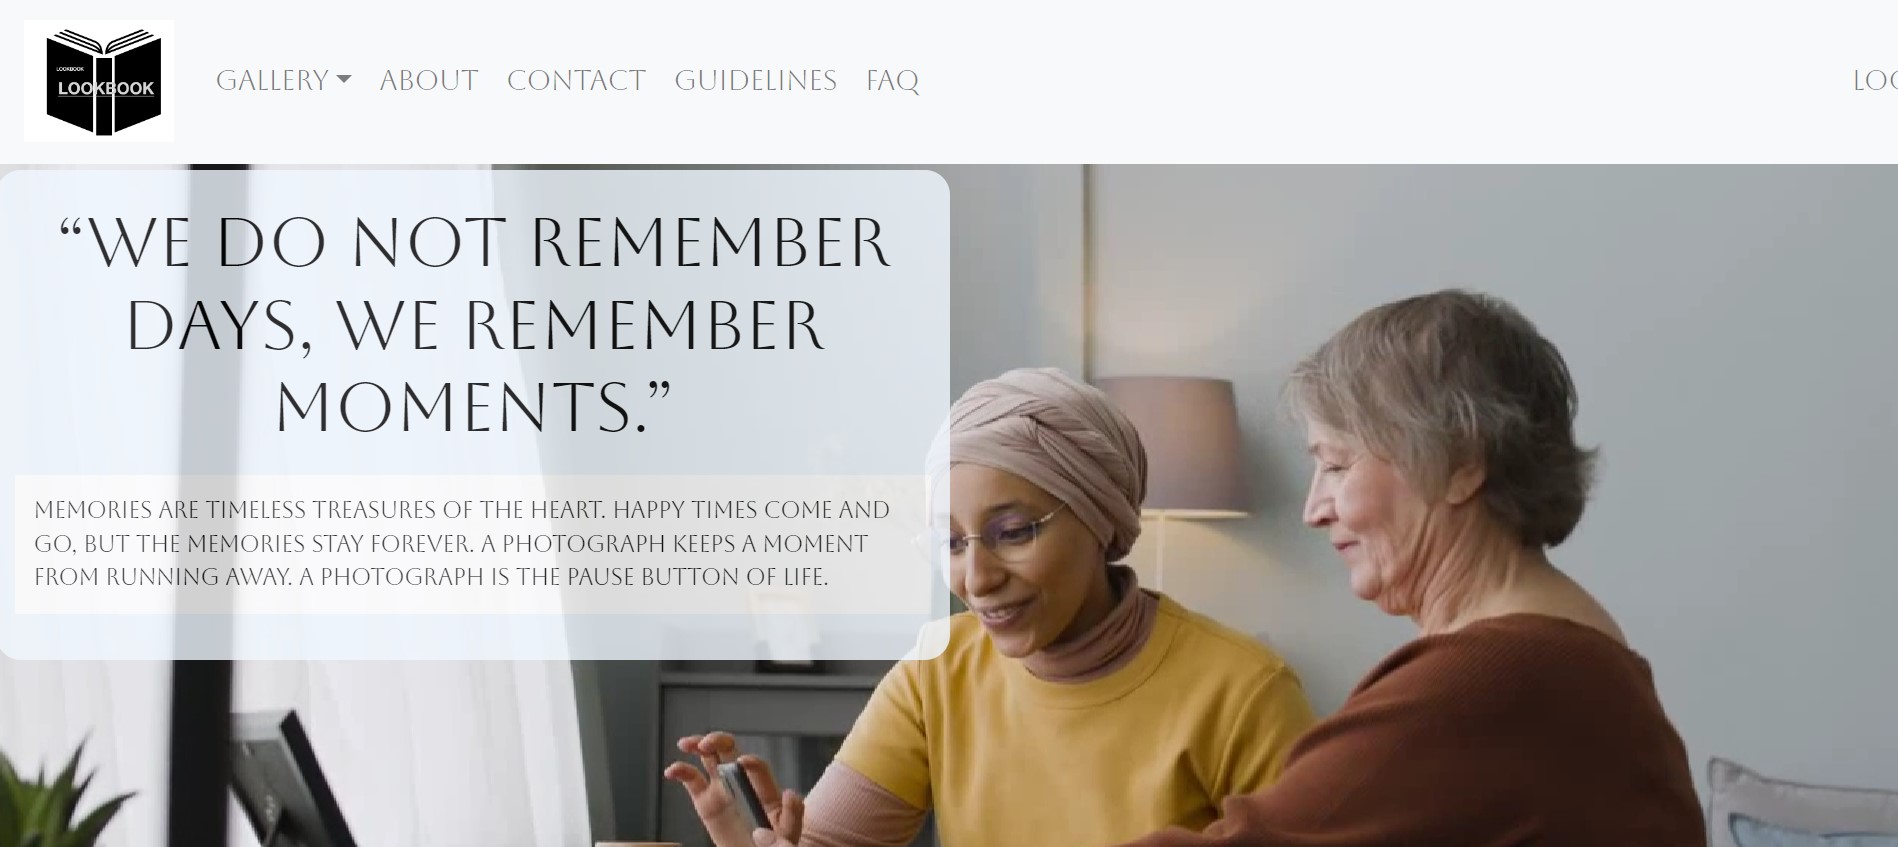 LOOKBOOK
LOOKBOOK
GALLERY ABOUT CONTACT GUIDELINES FAQ
“WE DO NOT REMEMBER
DAYS, WE REMEMBER
MOMENTS.”
MEMORIES ARE TIMELESS TREASURES OF THE HEART. HAPPY TIMES COME AND
GO, BUT THE MEMORIES STAY FOREVER. A PHOTOGRAPH KEEPS A MOMENT
FROM RUNNING AWAY. A PHOTOGRAPH IS THE PAUSE BUTTON OF LIFE.